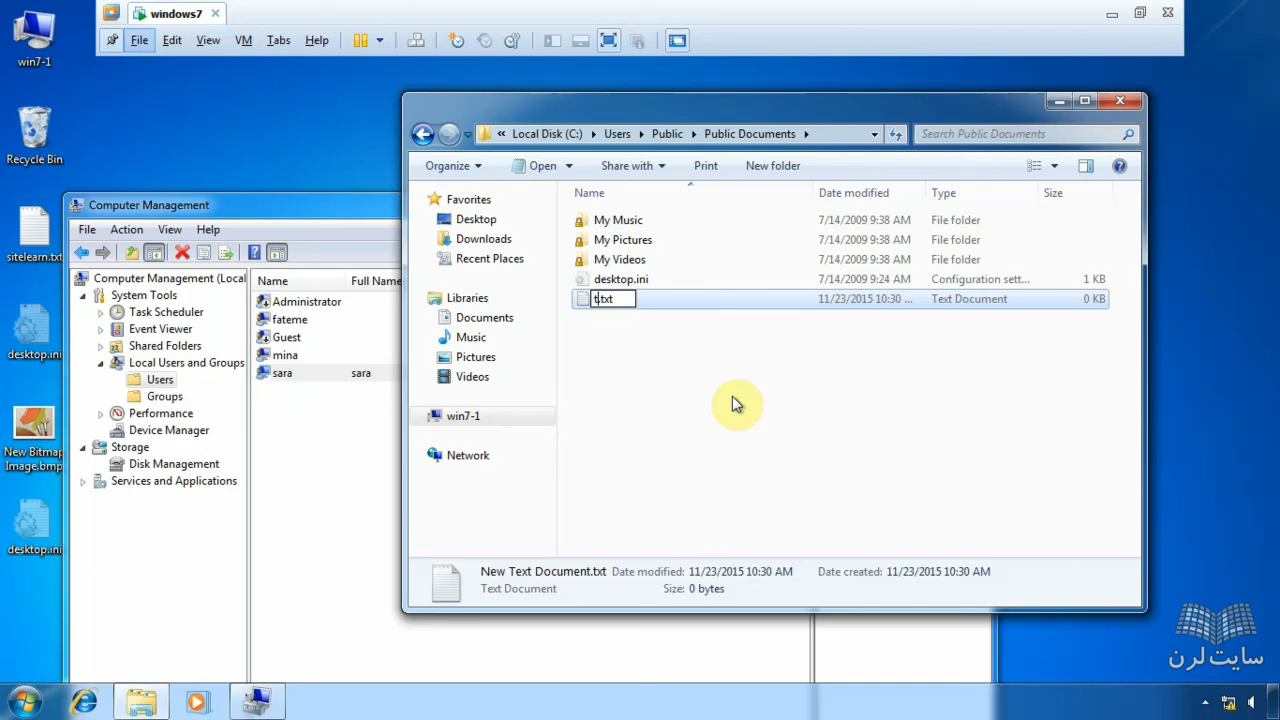 windows7
File Edit View VM Tabs Help
win7-1
Recycle Bin
sitelearn.txt
desktop.ini
New Bitmap
Image.bmp
desktop.ini
Computer Management
File Action View Help
Computer Management (Local
System Tools
Task Scheduler
Event Viewer
Shared Folders
Local Users and Groups
Users
Groups
Performance
Device Manager
Storage
Disk Management
Services and Applications
Name Full Name
Administrator
fateme
Guest
mina
sara sara
« Local Disk (C:) Users Public Public Documents
Search Public Documents
Organize Open Share with Print New folder
Favorites
Desktop
Downloads
Recent Places
Libraries
Documents
Music
Pictures
Videos
win7-1
Network
Name Date modified Type Size
My Music 7/14/2009 9:38 AM File folder
My Pictures 7/14/2009 9:38 AM File folder
My Videos 7/14/2009 9:38 AM File folder
desktop.ini 7/14/2009 9:24 AM Configuration sett... 1 KB
t.txt 11/23/2015 10:30 ... Text Document 0 KB
New Text Document.txt Date modified: 11/23/2015 10:30 AM Date created: 11/23/2015 10:30 AM
Text Document Size: 0 bytes
سایت لرن